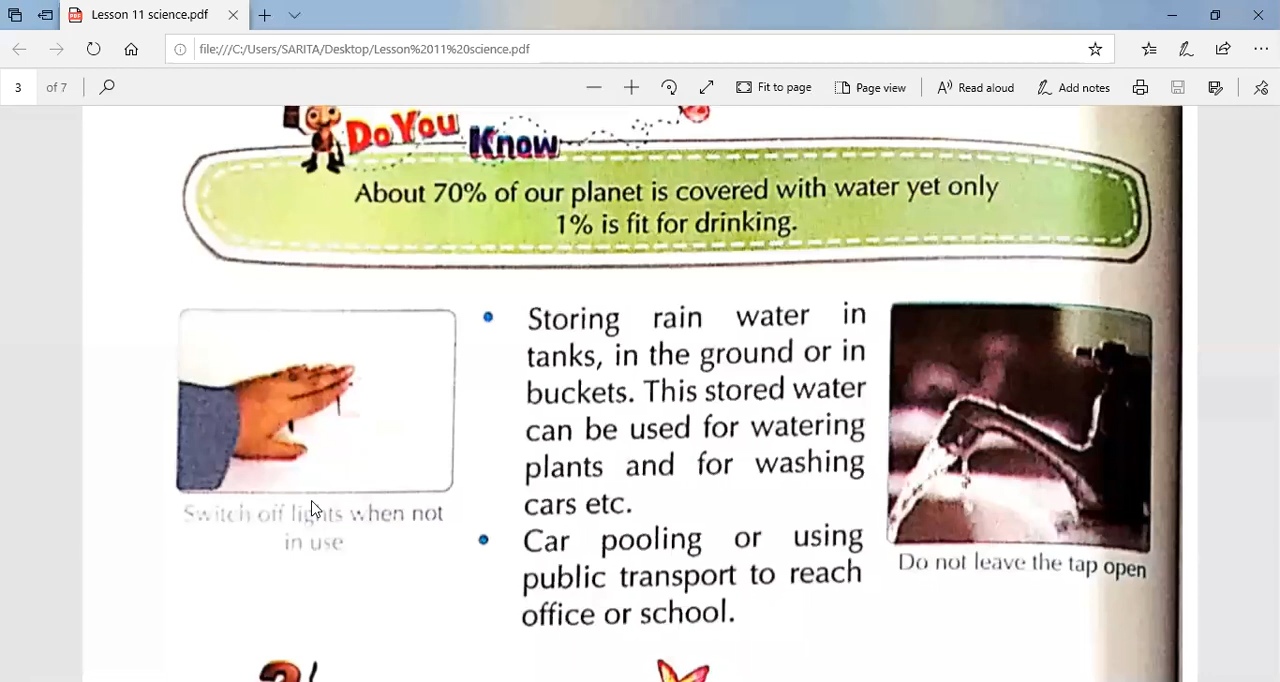 Lesson 11 science.pdf
file:///C:/Users/SARITA/Desktop/Lesson%2011%20science.pdf
3 of 7
Fit to page
Page view
Read aloud
Add notes
Do You Know
About 70% of our planet is covered with water yet only
1% is fit for drinking.
Switch off lights when not
in use
• Storing rain water in
tanks, in the ground or in
buckets. This stored water
can be used for watering
plants and for washing
cars etc.
• Car pooling or using
public transport to reach
office or school.
Do not leave the tap open